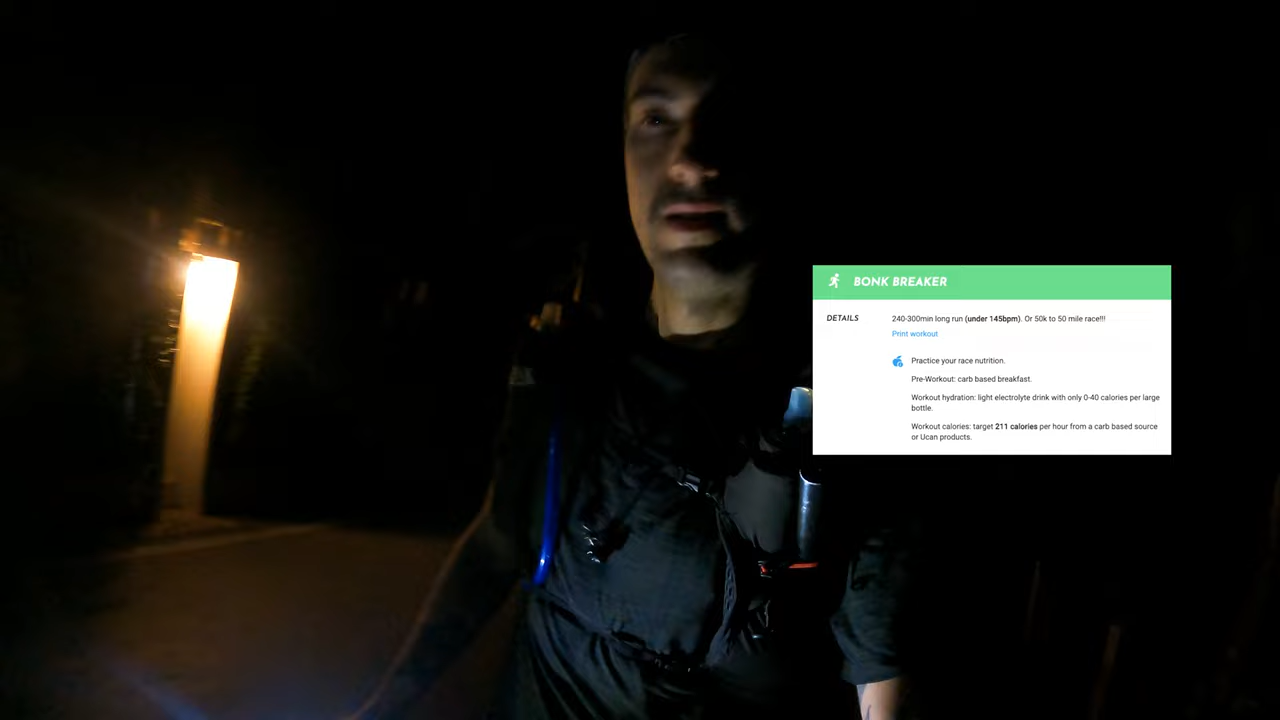 BONK BREAKER
DETAILS
240-300min long run (under 145bpm). Or 50k to 50 mile race!!!
Print workout
Practice your race nutrition.
Pre-Workout: carb based breakfast.
Workout hydration: light electrolyte drink with only 0-40 calories per large
bottle.
Workout calories: target 211 calories per hour from a carb based source
or Ucan products.